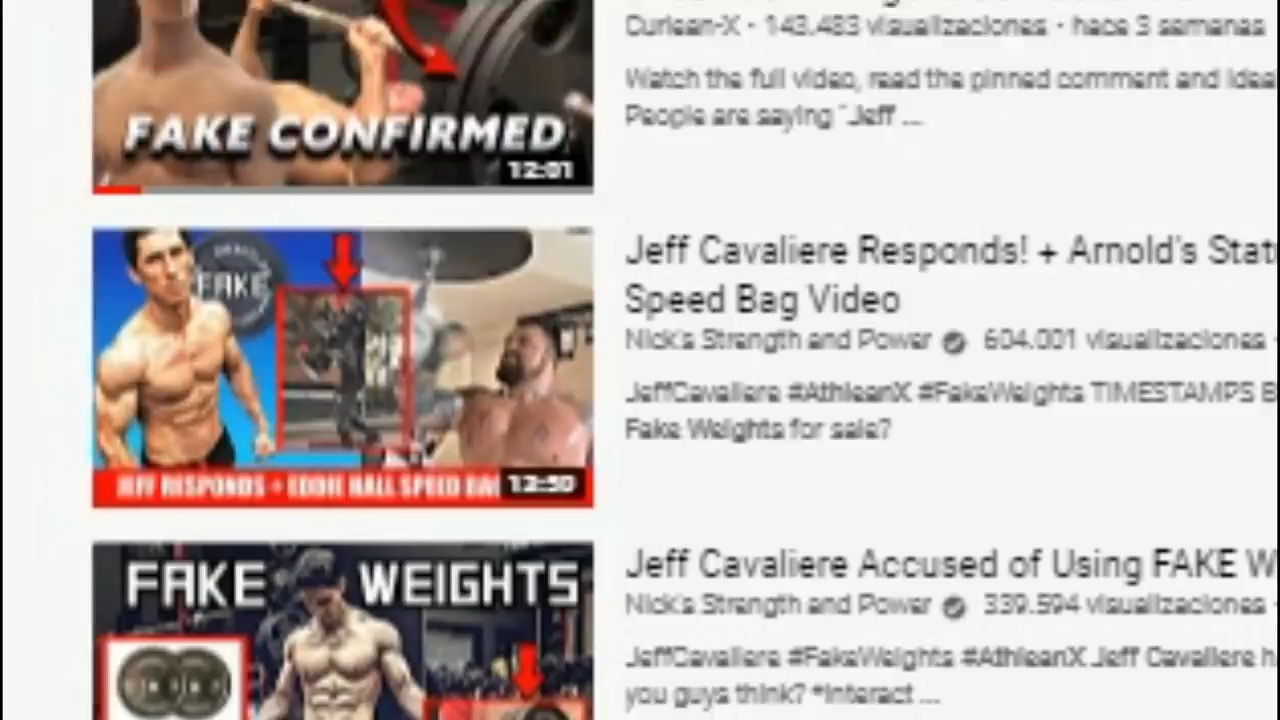 Curlean-X · 143.483 visualizaciones · hace 3 semanas
Watch the full video, read the pinned comment and
People are saying "Jeff ...
FAKE CONFIRMED
12:01
Jeff Cavaliere Responds! + Arnold's
Speed Bag Video
Nick's Strength and Power 604.001 visualizaciones
JeffCavaliere #AthleanX #FakeWeights TIMESTAMPS
Fake Weights for sale?
FAKE
JEFF RESPONDS + EDDIE HALL SPEED
13:50
Jeff Cavaliere Accused of Using FAKE
Nick's Strength and Power 339.594 visualizaciones
JeffCavaliere #FakeWeights #AthleanX Jeff Cavaliere
you guys think? *Interact ...
FAKE WEIGHTS